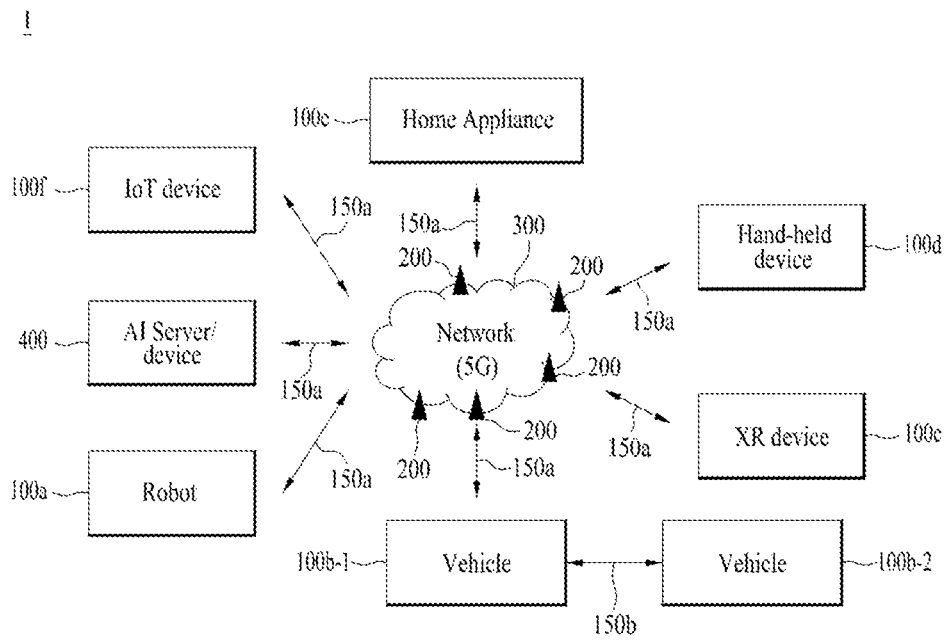 1
100e
Home Appliance
100f
IoT device
150a
150a
300
200
200
Hand-held
device
100d
150a
400
AI Server/
device
150a
Network
(5G)
200
200
200
150a
XR device
100c
150a
150a
100a
Robot
100b-1
Vehicle
Vehicle
100b-2
150b